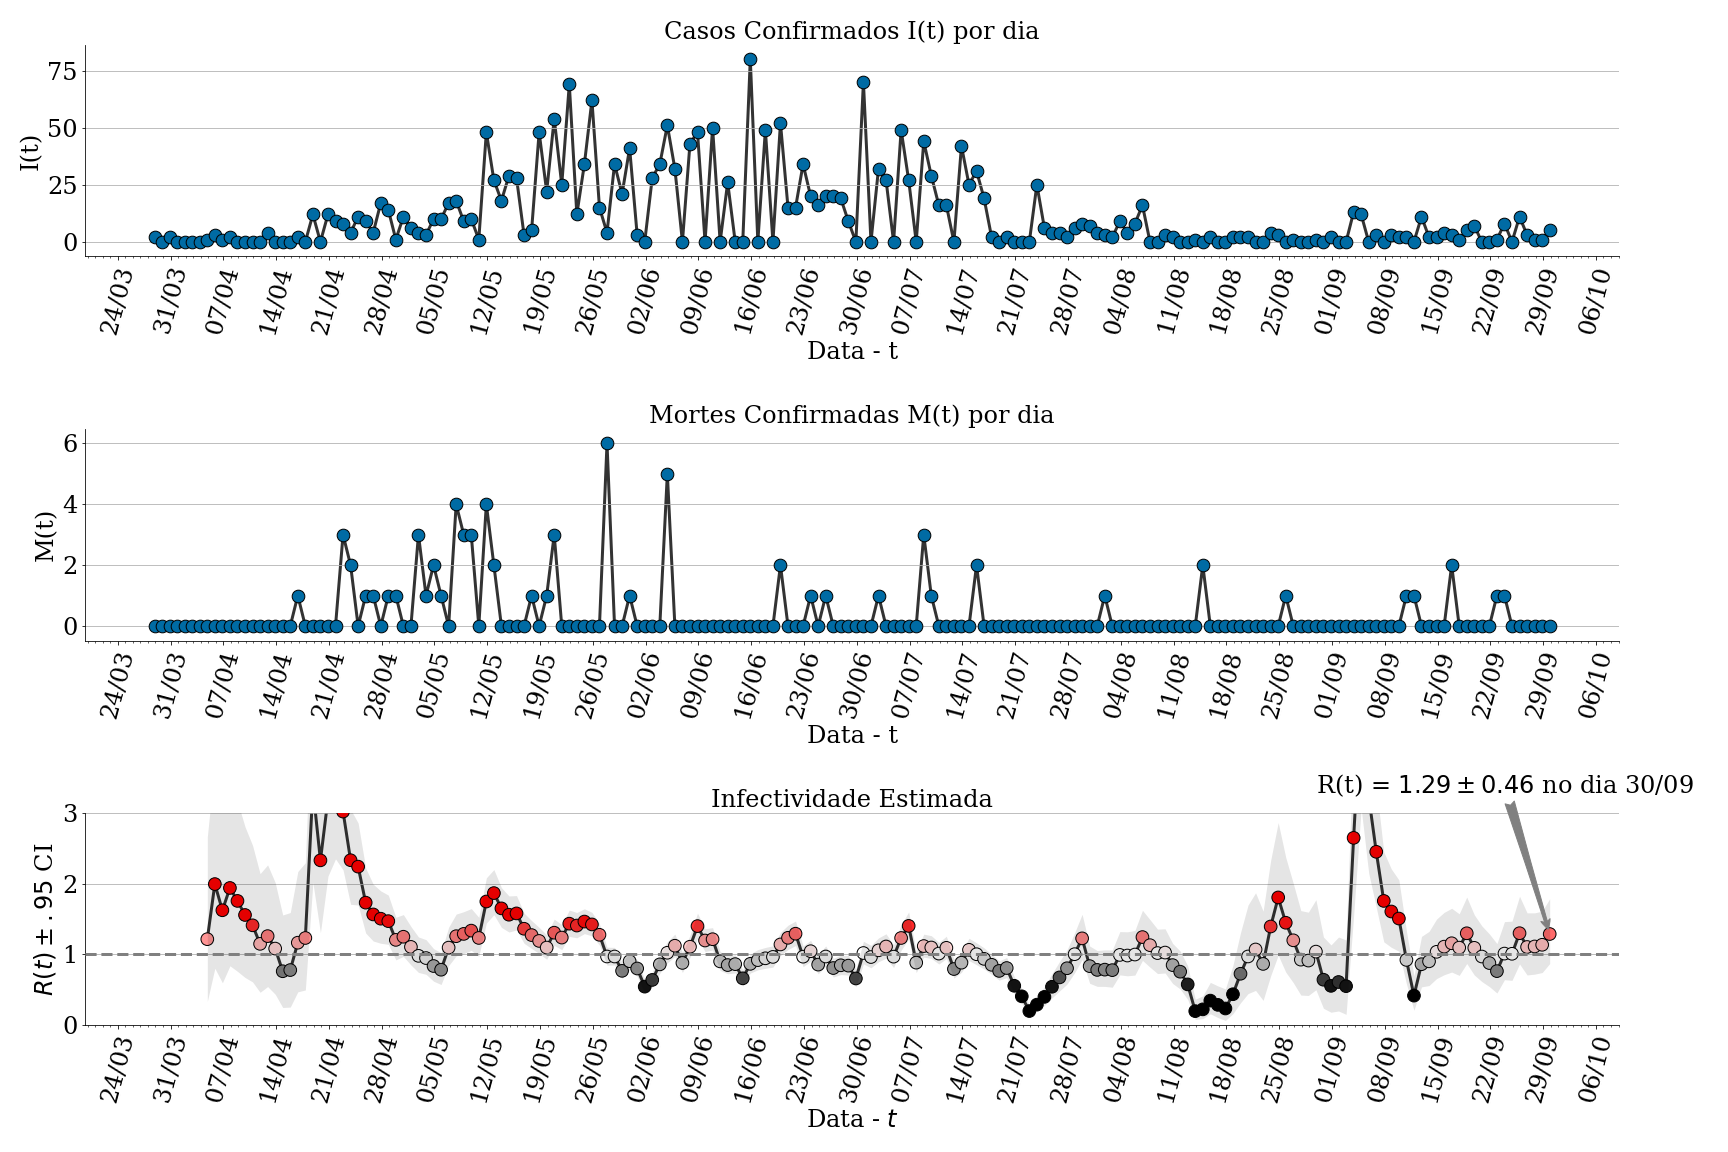 Casos Confirmados I(t) por dia
75
50
25
0
I(t)
24/03 31/03 07/04 14/04 21/04 28/04 05/05 12/05 19/05 26/05 02/06 09/06 16/06 23/06 30/06 07/07 14/07 21/07 28/07 04/08 11/08 18/08 25/08 01/09 08/09 15/09 22/09 29/09 06/10
Data - t
Mortes Confirmadas M(t) por dia
6
4
2
0
M(t)
24/03 31/03 07/04 14/04 21/04 28/04 05/05 12/05 19/05 26/05 02/06 09/06 16/06 23/06 30/06 07/07 14/07 21/07 28/07 04/08 11/08 18/08 25/08 01/09 08/09 15/09 22/09 29/09 06/10
Data - t
R(t) = 1.29 ± 0.46 no dia 30/09
Infectividade Estimada
3
2
1
0
R(t) ± .95 CI
24/03 31/03 07/04 14/04 21/04 28/04 05/05 12/05 19/05 26/05 02/06 09/06 16/06 23/06 30/06 07/07 14/07 21/07 28/07 04/08 11/08 18/08 25/08 01/09 08/09 15/09 22/09 29/09 06/10
Data - t